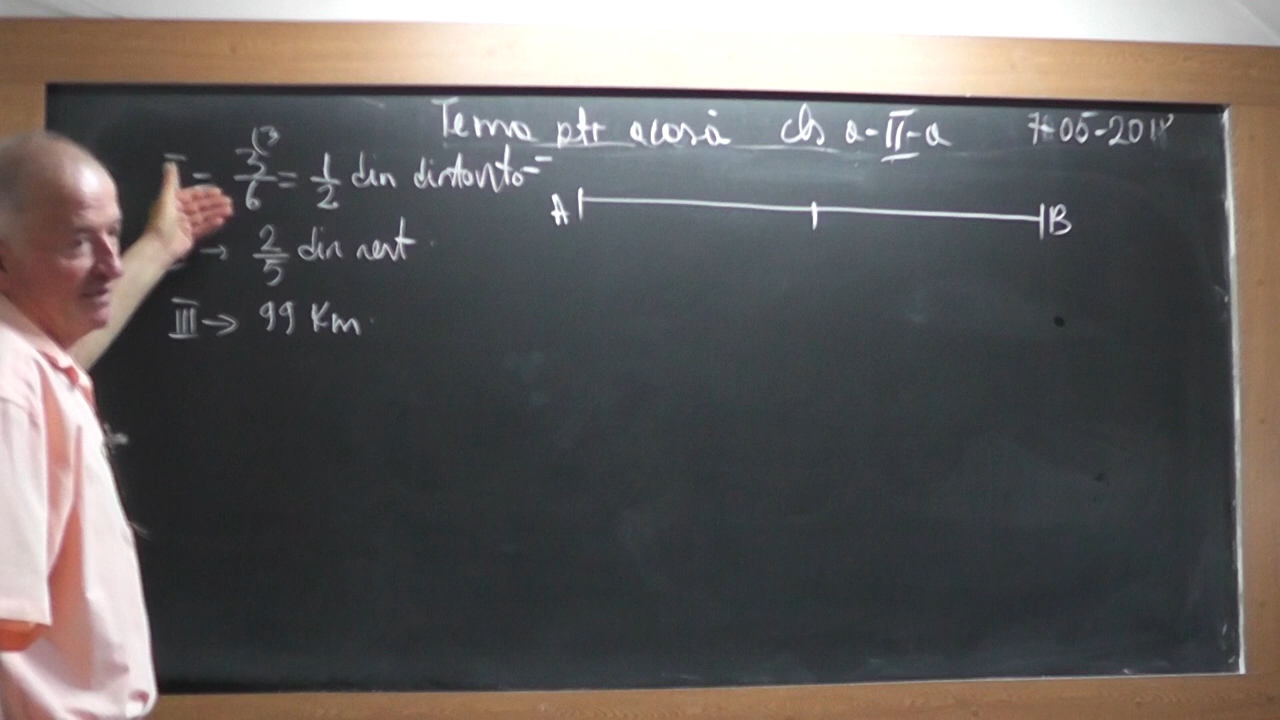 Tema ptr acasă cls a-II-a 7-05-2018
I - 3/6 = 1/2 din distanță
A B
→ 2/5 din rest
III → 99 Km